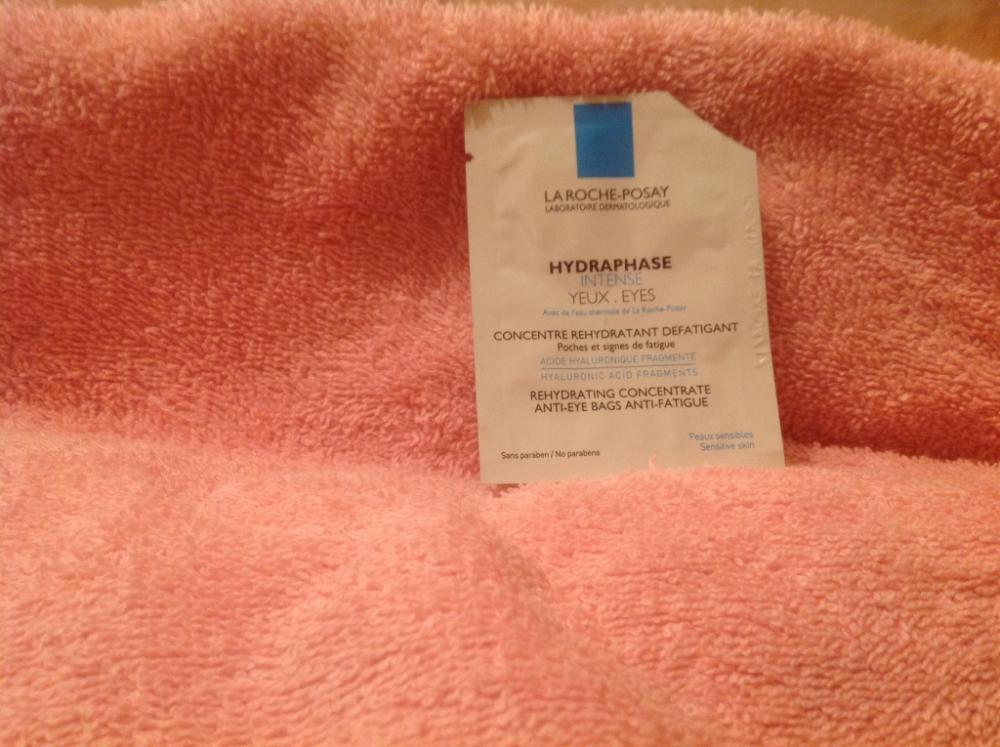 LA ROCHE-POSAY
LABORATOIRE DERMATOLOGIQUE
HYDRAPHASE
INTENSE
YEUX . EYES
Avec de l'eau thermale de La Roche-Posay
CONCENTRE REHYDRATANT DEFATIGANT
Poches et signes de fatigue
ACIDE HYALURONIQUE FRAGMENTÉ
HYALURONIC ACID FRAGMENTS
REHYDRATING CONCENTRATE
ANTI-EYE BAGS ANTI-FATIGUE
Peaux sensibles
Sensitive skin
Sans paraben / No parabens